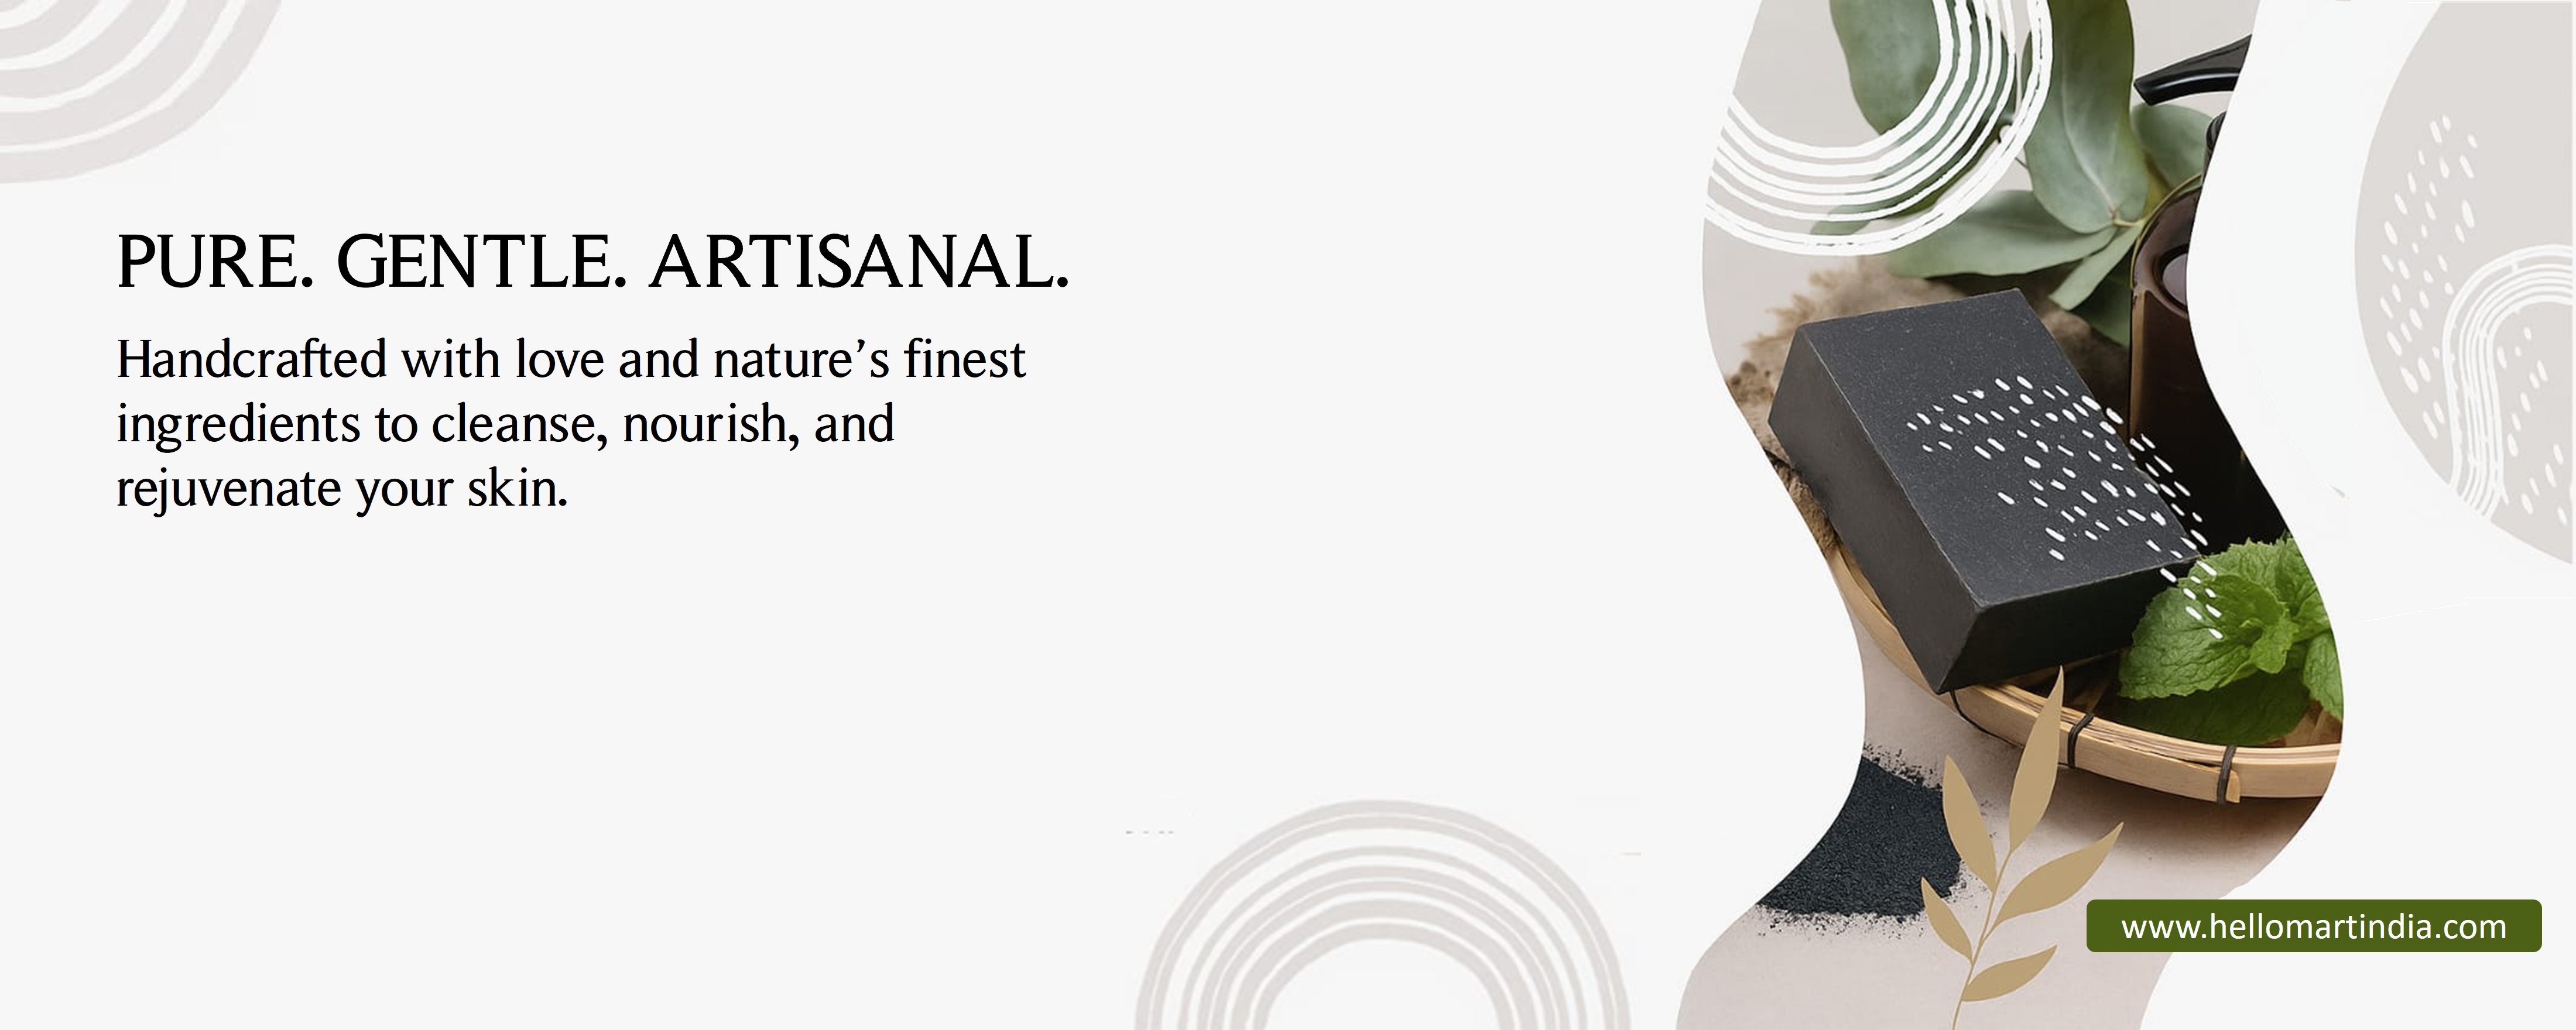 PURE. GENTLE. ARTISANAL.
Handcrafted with love and nature’s finest
ingredients to cleanse, nourish, and
rejuvenate your skin.
www.hellomartindia.com